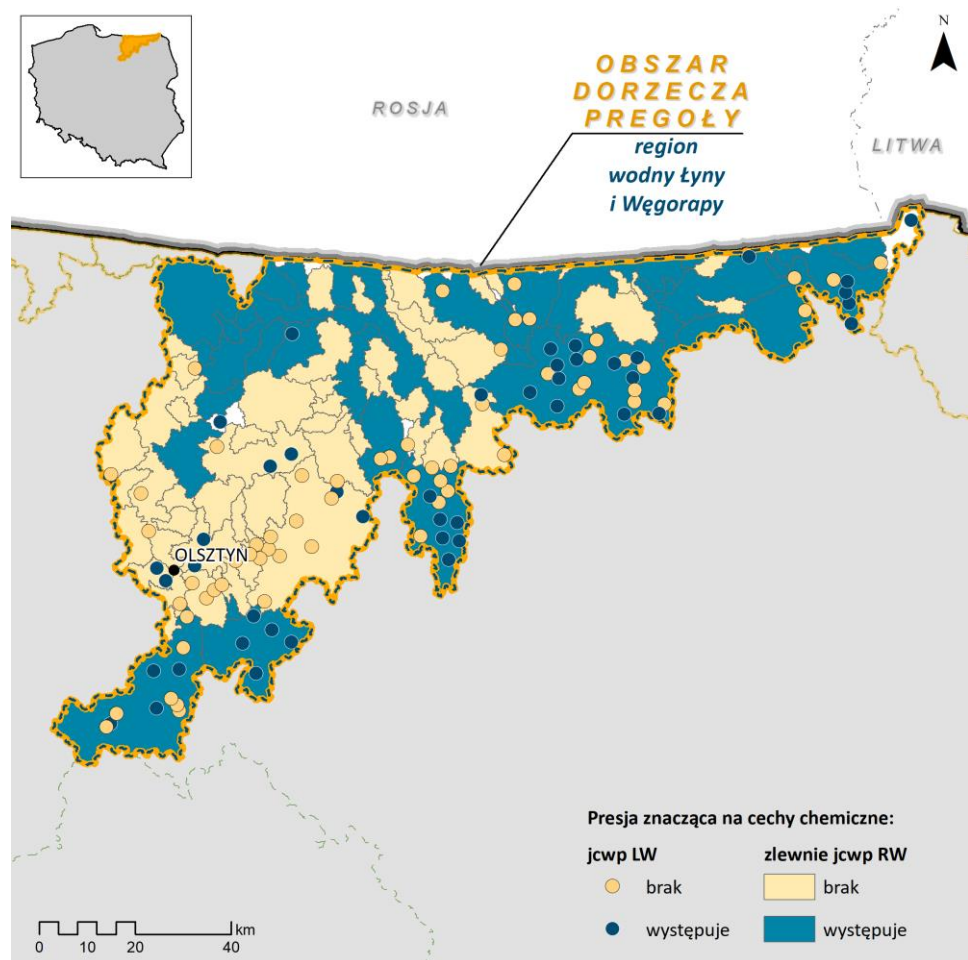 N
OBSZAR
DORZECZA
PREGOŁY
region
wodny Łyny
i Węgorapy
ROSJA
LITWA
OLSZTYN
Presja znacząca na cechy chemiczne:
jcwp LW
zlewnie jcwp RW
brak
brak
występuje
występuje
km
0 10 20 40